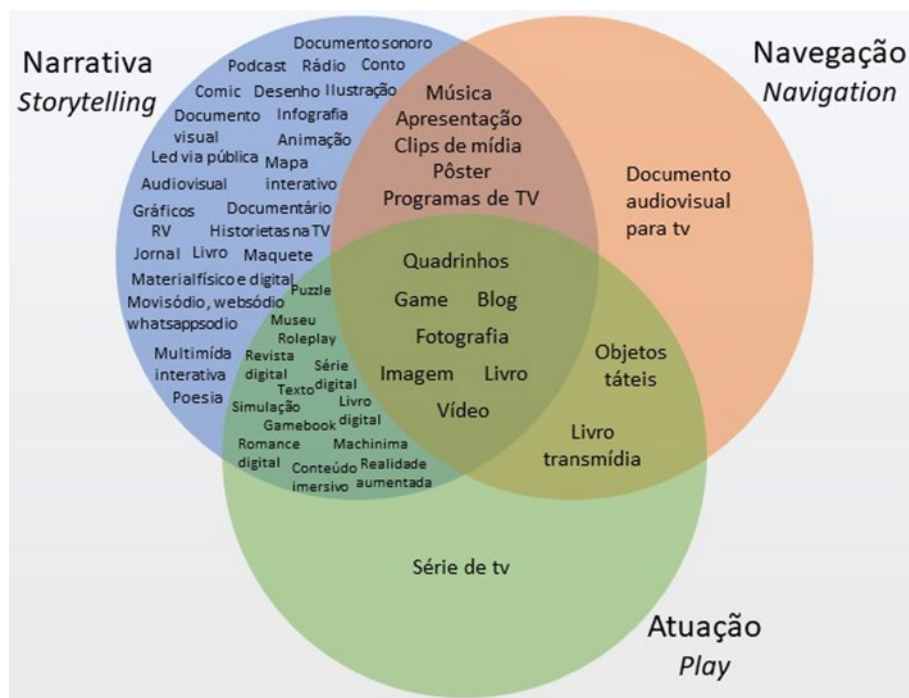 Narrativa
Storytelling
Navegação
Navigation
Documento sonoro
Podcast Rádio Conto
Comic Desenho Ilustração
Documento visual
Infografia
Animação
Led via pública
Mapa interativo
Audiovisual
Gráficos RV
Documentário
Historietas na TV
Jornal Livro Maquete
Material físico e digital
Movisódio, websódio
whatsappsodio
Multimída
interativa
Poesia
Música
Apresentação
Clips de mídia
Pôster
Programas de TV
Documento
audiovisual
para tv
Puzzle
Museu
Roleplay
Revista
digital
Série
digital
Texto
Livro
digital
Simulação
Gamebook
Romance
digital
Machinima
Conteúdo
imersivo
Realidade
aumentada
Quadrinhos
Game Blog
Fotografia
Imagem Livro
Vídeo
Objetos
táteis
Livro
transmídia
Série de tv
Atuação
Play